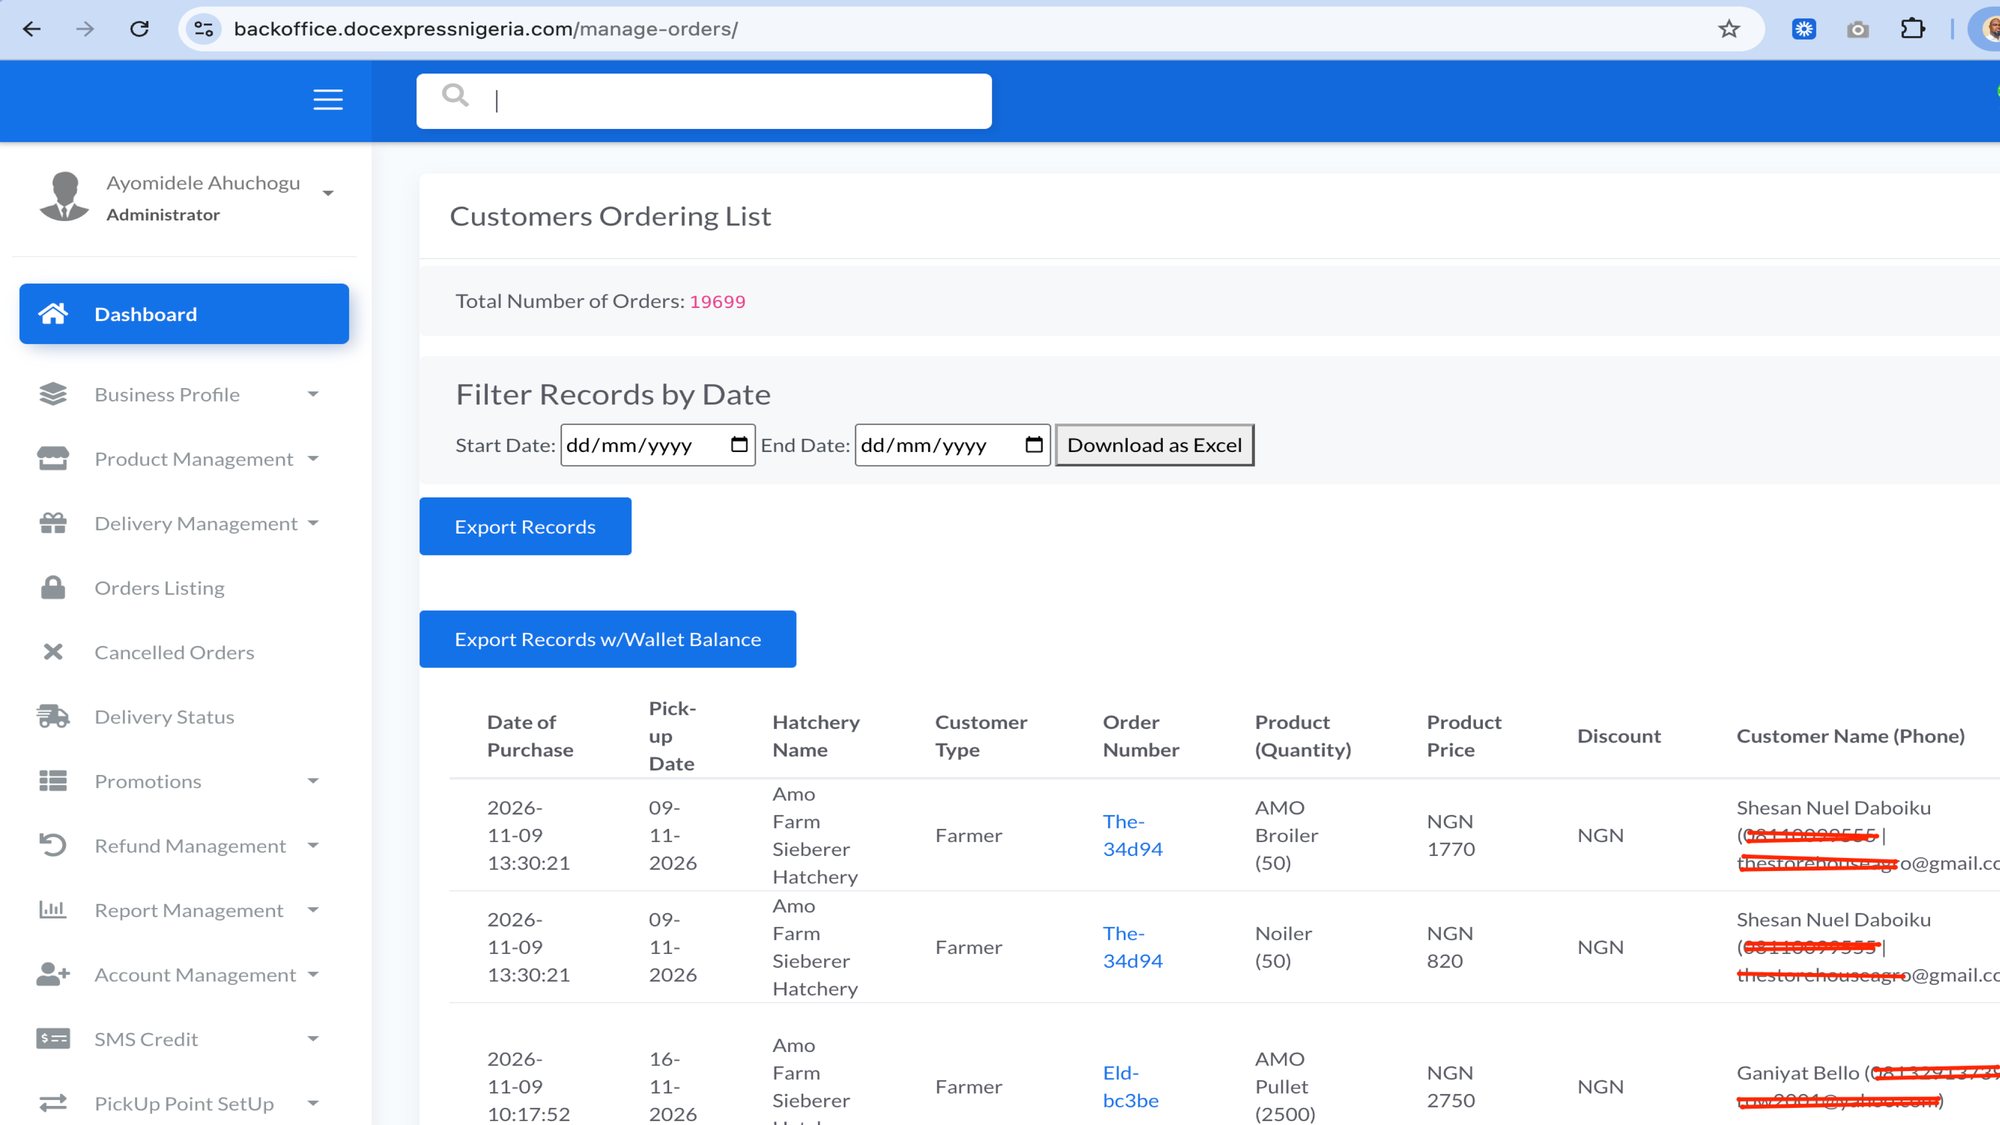 backoffice.docexpressnigeria.com/manage-orders/
Ayomidele Ahuchogu
Administrator
Dashboard
Business Profile
Product Management
Delivery Management
Orders Listing
Cancelled Orders
Delivery Status
Promotions
Refund Management
Report Management
Account Management
SMS Credit
PickUp Point SetUp
Customers Ordering List
Total Number of Orders: 19699
Filter Records by Date
Start Date: dd/mm/yyyy End Date: dd/mm/yyyy Download as Excel
Export Records
Export Records w/Wallet Balance
Date of
Purchase
Pick-
up
Date
Hatchery
Name
Customer
Type
Order
Number
Product
(Quantity)
Product
Price
Discount
Customer Name (Phone)
2026-
11-09
13:30:21
09-
11-
2026
Amo
Farm
Sieberer
Hatchery
Farmer
The-
34d94
AMO
Broiler
(50)
NGN
1770
NGN
Shesan Nuel Daboiku
( |
@gmail.co
2026-
11-09
13:30:21
09-
11-
2026
Amo
Farm
Sieberer
Hatchery
Farmer
The-
34d94
Noiler
(50)
NGN
820
NGN
Shesan Nuel Daboiku
( |
@gmail.co
2026-
11-09
10:17:52
16-
11-
2026
Amo
Farm
Sieberer
Farmer
Eld-
bc3be
AMO
Pullet
(2500)
NGN
2750
NGN
Ganiyat Bello (
)